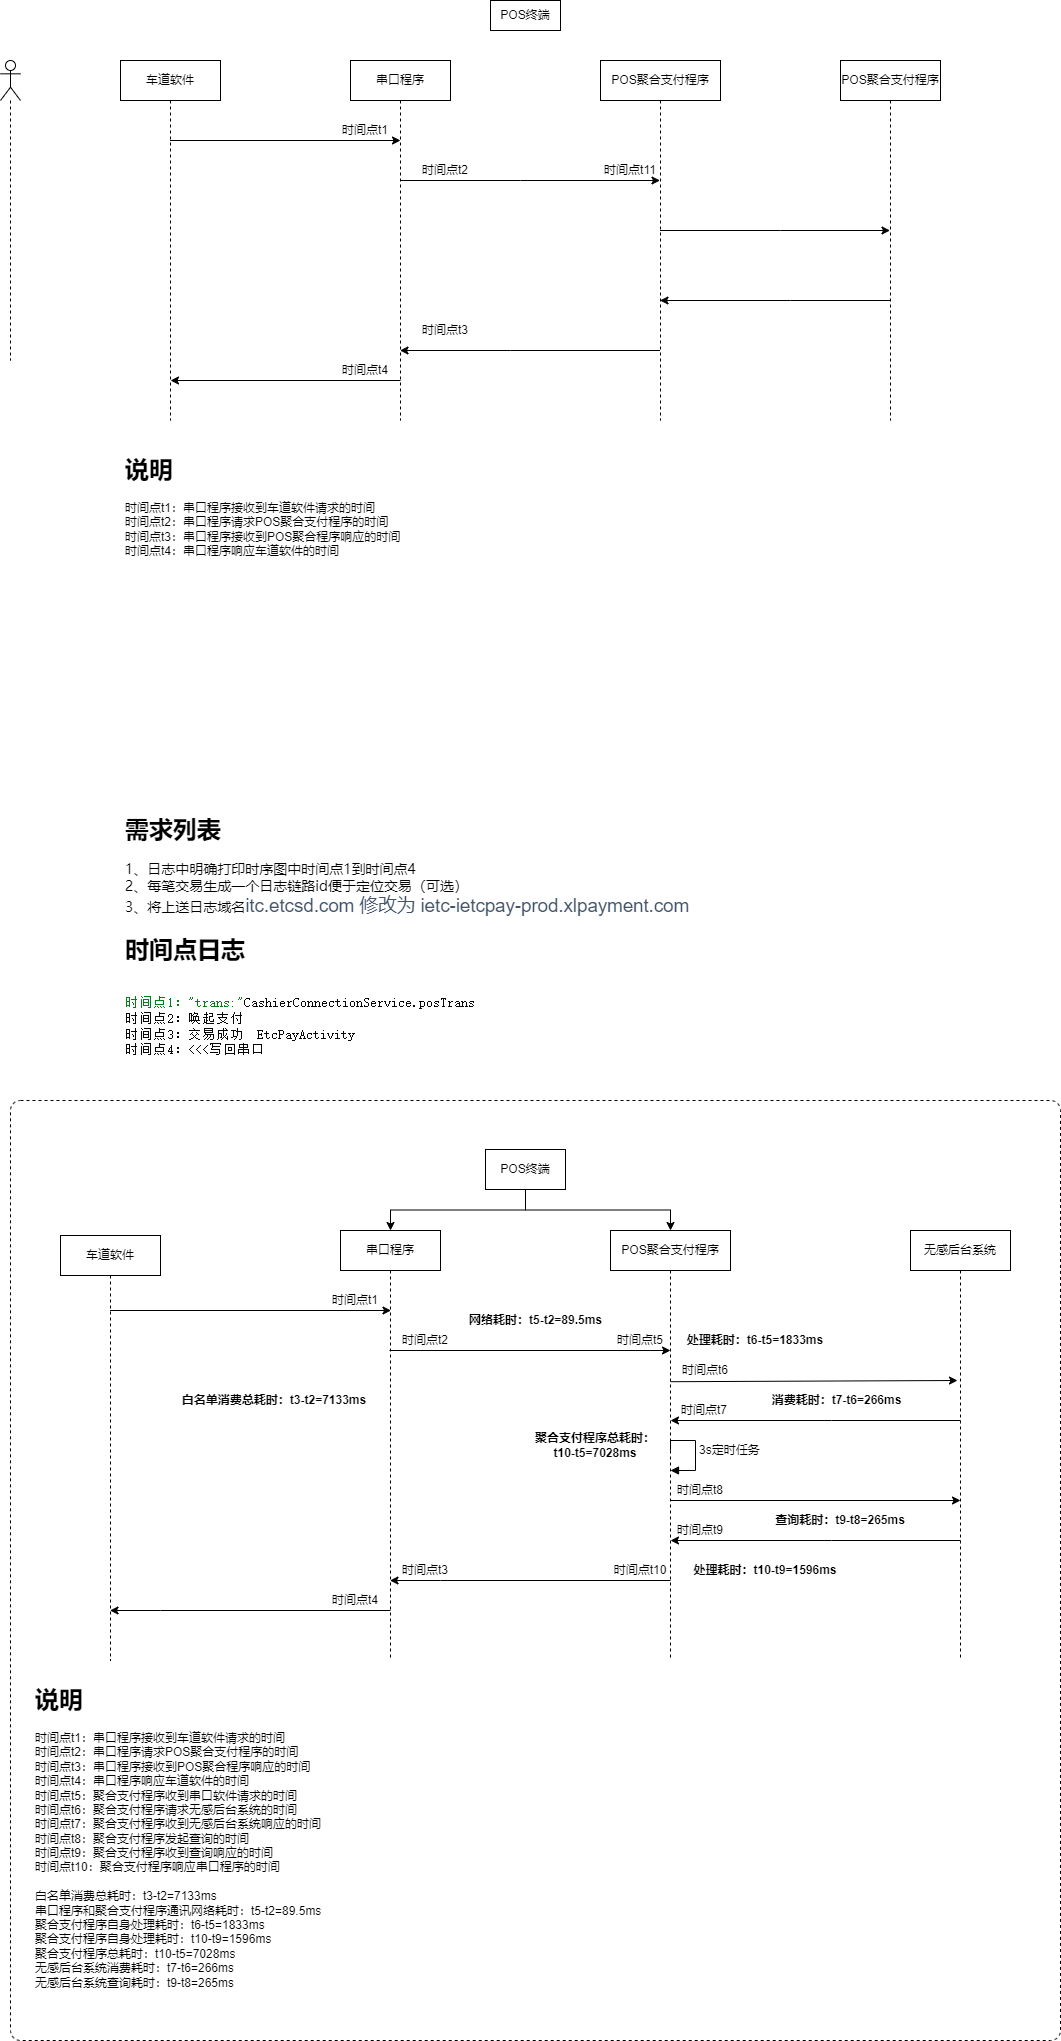 POS终端
车道软件
串口程序
POS聚合支付程序
POS聚合支付程序
时间点t1
时间点t2
时间点t11
时间点t3
时间点t4
说明
时间点t1：串口程序接收到车道软件请求的时间
时间点t2：串口程序请求POS聚合支付程序的时间
时间点t3：串口程序接收到POS聚合程序响应的时间
时间点t4：串口程序响应车道软件的时间
需求列表
1、日志中明确打印时序图中时间点1到时间点4
2、每笔交易生成一个日志链路id便于定位交易（可选）
3、将上送日志域名itc.etcsd.com 修改为 ietc-ietcpay-prod.xlpayment.com
时间点日志
时间点1："trans:"CashierConnectionService.posTrans
时间点2：唤起支付
时间点3：交易成功 EtcPayActivity
时间点4：<<<写回串口
POS终端
车道软件
串口程序
POS聚合支付程序
无感后台系统
时间点t1
网络耗时：t5-t2=89.5ms
时间点t2
时间点t5
处理耗时：t6-t5=1833ms
时间点t6
白名单消费总耗时：t3-t2=7133ms
消费耗时：t7-t6=266ms
时间点t7
聚合支付程序总耗时：
t10-t5=7028ms
3s定时任务
时间点t8
查询耗时：t9-t8=265ms
时间点t9
时间点t3
时间点t10
处理耗时：t10-t9=1596ms
时间点t4
说明
时间点t1：串口程序接收到车道软件请求的时间
时间点t2：串口程序请求POS聚合支付程序的时间
时间点t3：串口程序接收到POS聚合程序响应的时间
时间点t4：串口程序响应车道软件的时间
时间点t5：聚合支付程序收到串口软件请求的时间
时间点t6：聚合支付程序请求无感后台系统的时间
时间点t7：聚合支付程序收到无感后台系统响应的时间
时间点t8：聚合支付程序发起查询的时间
时间点t9：聚合支付程序收到查询响应的时间
时间点t10：聚合支付程序响应串口程序的时间
白名单消费总耗时：t3-t2=7133ms
串口程序和聚合支付程序通讯网络耗时：t5-t2=89.5ms
聚合支付程序自身处理耗时：t6-t5=1833ms
聚合支付程序自身处理耗时：t10-t9=1596ms
聚合支付程序总耗时：t10-t5=7028ms
无感后台系统消费耗时：t7-t6=266ms
无感后台系统查询耗时：t9-t8=265ms